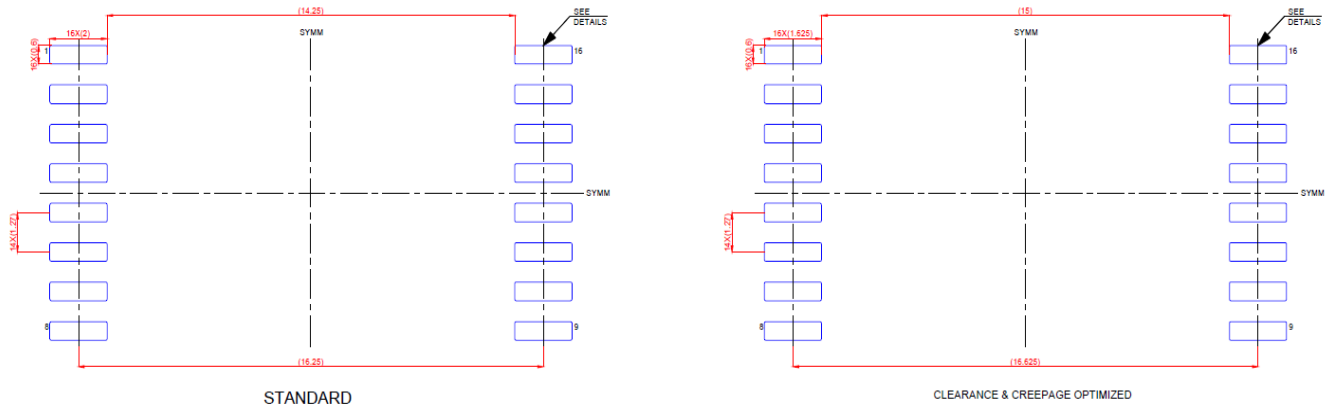 (14.25)
SEE
DETAILS
16X(2)
SYMM
16X(0.6)
1
16
SYMM
14X(1.27)
8
9
(16.25)
STANDARD
(15)
SEE
DETAILS
16X(1.625)
SYMM
16X(0.6)
1
16
SYMM
14X(1.27)
8
9
(16.625)
CLEARANCE & CREEPAGE OPTIMIZED